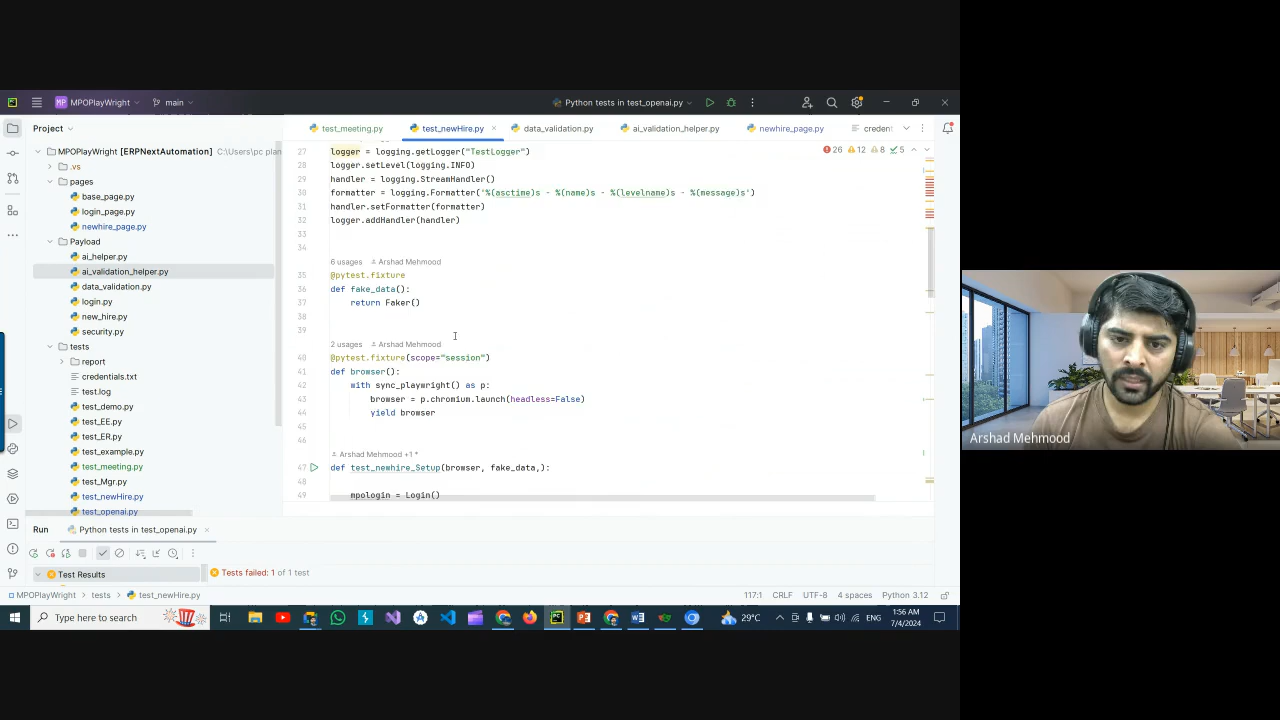 MP MPOPlayWright main Python tests in test_openai.py
Project test_meeting.py test_newHire.py data_validation.py ai_validation_helper.py newhire_page.py creden
MPOPlayWright [ERPNextAutomation] C:\Users\pc plan
.vs
pages
base_page.py
login_page.py
newhire_page.py
Payload
ai_helper.py
ai_validation_helper.py
data_validation.py
login.py
new_hire.py
security.py
tests
report
credentials.txt
test.log
test_demo.py
test_EE.py
test_ER.py
test_example.py
test_meeting.py
test_Mgr.py
test_newHire.py
test_openai.py
26 12 8 5
27 logger = logging.getLogger("TestLogger")
28 logger.setLevel(logging.INFO)
29 handler = logging.StreamHandler()
30 formatter = logging.Formatter('%(asctime)s - %(name)s - %(levelname)s - %(message)s')
31 handler.setFormatter(formatter)
32 logger.addHandler(handler)
33
34
6 usages Arshad Mehmood
35 @pytest.fixture
36 def fake_data():
37 return Faker()
38
39
2 usages Arshad Mehmood
40 @pytest.fixture(scope="session")
41 def browser():
42 with sync_playwright() as p:
43 browser = p.chromium.launch(headless=False)
44 yield browser
45
46
Arshad Mehmood +1 *
47 def test_newhire_Setup(browser, fake_data,):
48
49 mpologin = Login()
Run Python tests in test_openai.py
Test Results Tests failed: 1 of 1 test
MPOPlayWright > tests > test_newHire.py 117:1 CRLF UTF-8 4 spaces Python 3.12
Type here to search 29°C ENG 1:56 AM
7/4/2024
Arshad Mehmood